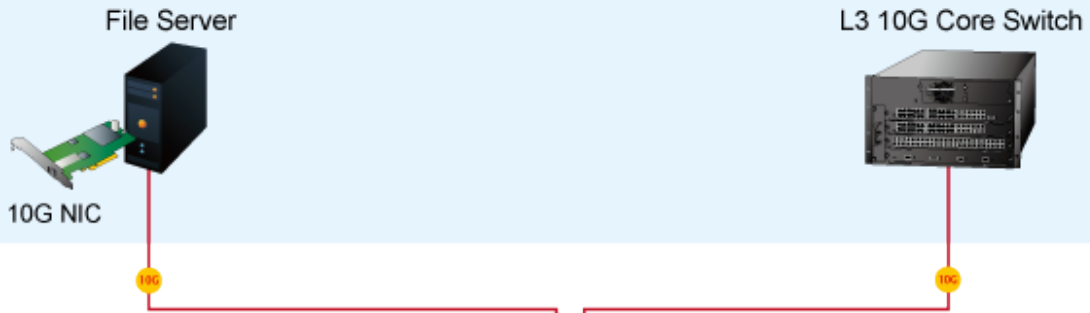 File Server
L3 10G Core Switch
10G NIC
10G
10G